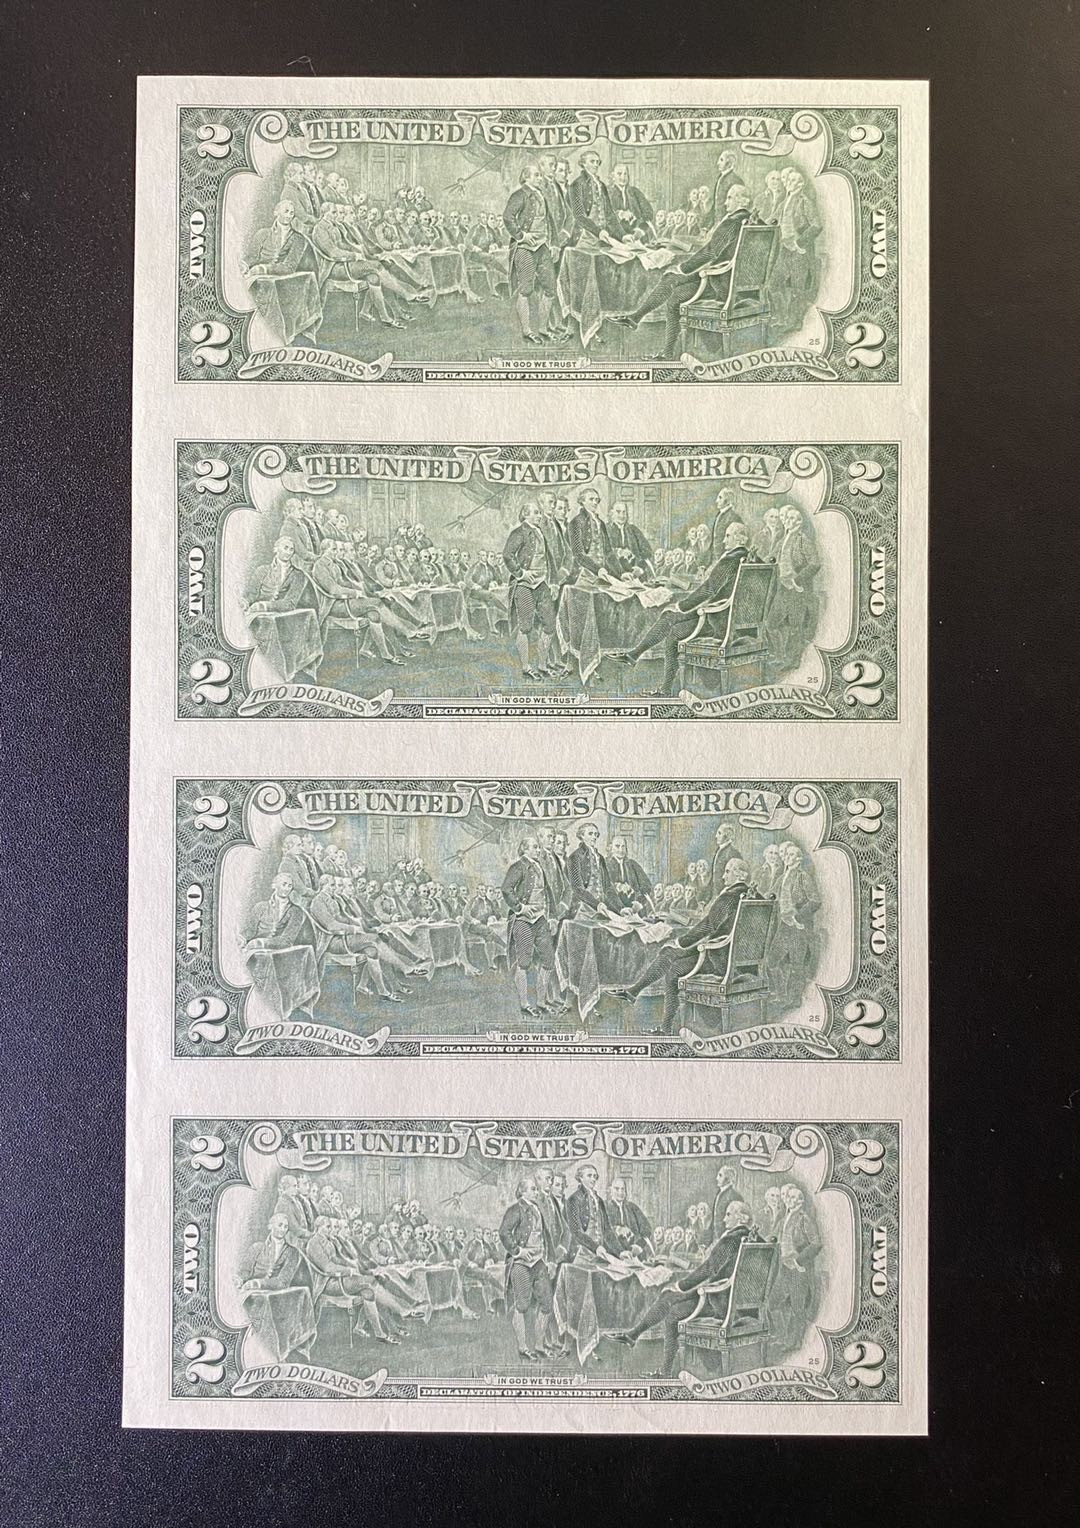 2 THE UNITED STATES OF AMERICA 2
TWO TWO
25
2 TWO DOLLARS IN GOD WE TRUST TWO DOLLARS 2
DECLARATION OF INDEPENDENCE, 1776
2 THE UNITED STATES OF AMERICA 2
TWO TWO
25
2 TWO DOLLARS IN GOD WE TRUST TWO DOLLARS 2
DECLARATION OF INDEPENDENCE, 1776
2 THE UNITED STATES OF AMERICA 2
TWO TWO
25
2 TWO DOLLARS IN GOD WE TRUST TWO DOLLARS 2
DECLARATION OF INDEPENDENCE, 1776
2 THE UNITED STATES OF AMERICA 2
TWO TWO
25
2 TWO DOLLARS IN GOD WE TRUST TWO DOLLARS 2
DECLARATION OF INDEPENDENCE, 1776